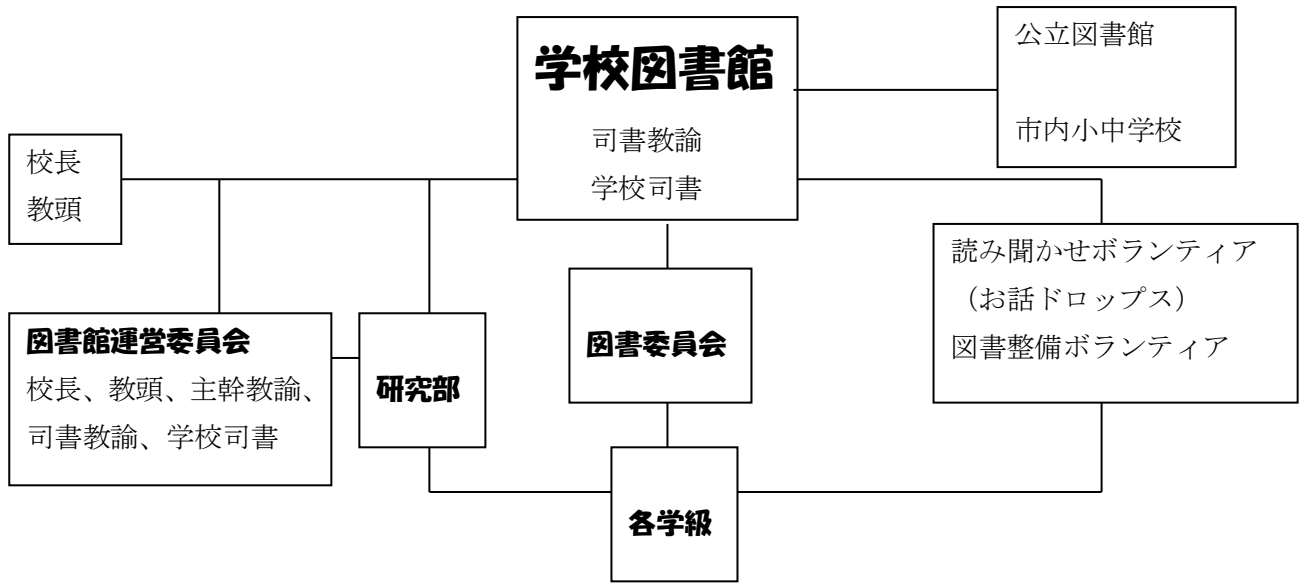 学校図書館
司書教諭
学校司書
公立図書館
市内小中学校
校長
教頭
読み聞かせボランティア
（お話ドロップス）
図書整備ボランティア
図書館運営委員会
校長、教頭、主幹教諭、
司書教諭、学校司書
研究部
図書委員会
各学級